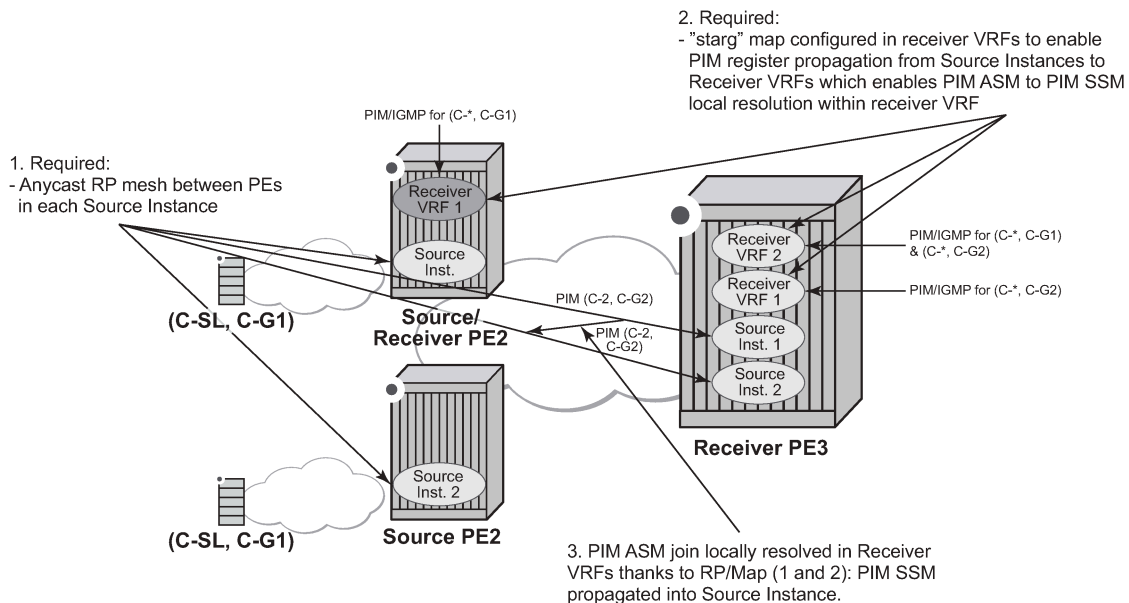 2. Required:
- ”starg” map configured in receiver VRFs to enable
PIM register propagation from Source Instances to
Receiver VRFs which enables PIM ASM to PIM SSM
local resolution within receiver VRF
PIM/IGMP for (C-*, C-G1)
1. Required:
- Anycast RP mesh between PEs
in each Source Instance
Receiver
VRF 1
Source
Inst.
(C-SL, C-G1)
Source/
Receiver PE2
PIM (C-2, C-G2)
PIM (C-2,
C-G2)
Receiver
VRF 2
Receiver
VRF 1
Source
Inst. 1
Source
Inst. 2
PIM/IGMP for (C-*, C-G1)
& (C-*, C-G2)
PIM/IGMP for (C-*, C-G2)
Receiver PE3
Source
Inst. 2
(C-SL, C-G1)
Source PE2
3. PIM ASM join locally resolved in Receiver
VRFs thanks to RP/Map (1 and 2): PIM SSM
propagated into Source Instance.